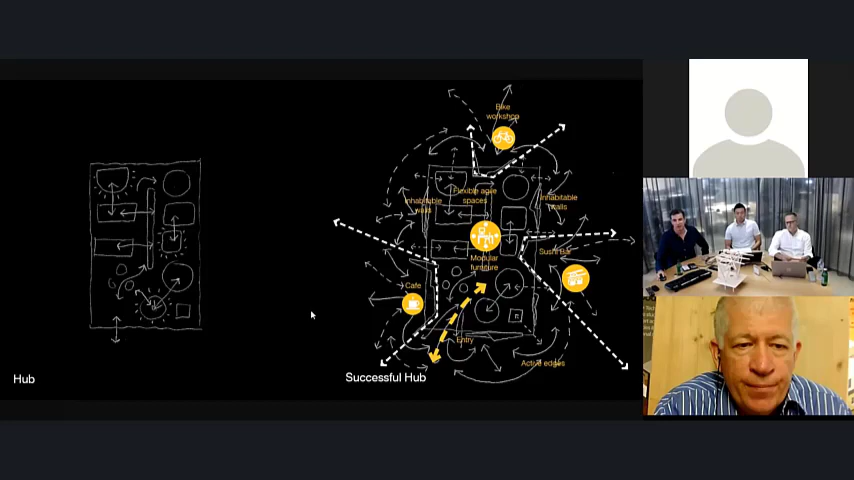 Bike
workshop
Flexible agile
spaces
Inhabitable
walls
Inhabitable
walls
Modular
furniture
Sushi Bar
Cafe
Entry
Active edges
Hub
Successful Hub